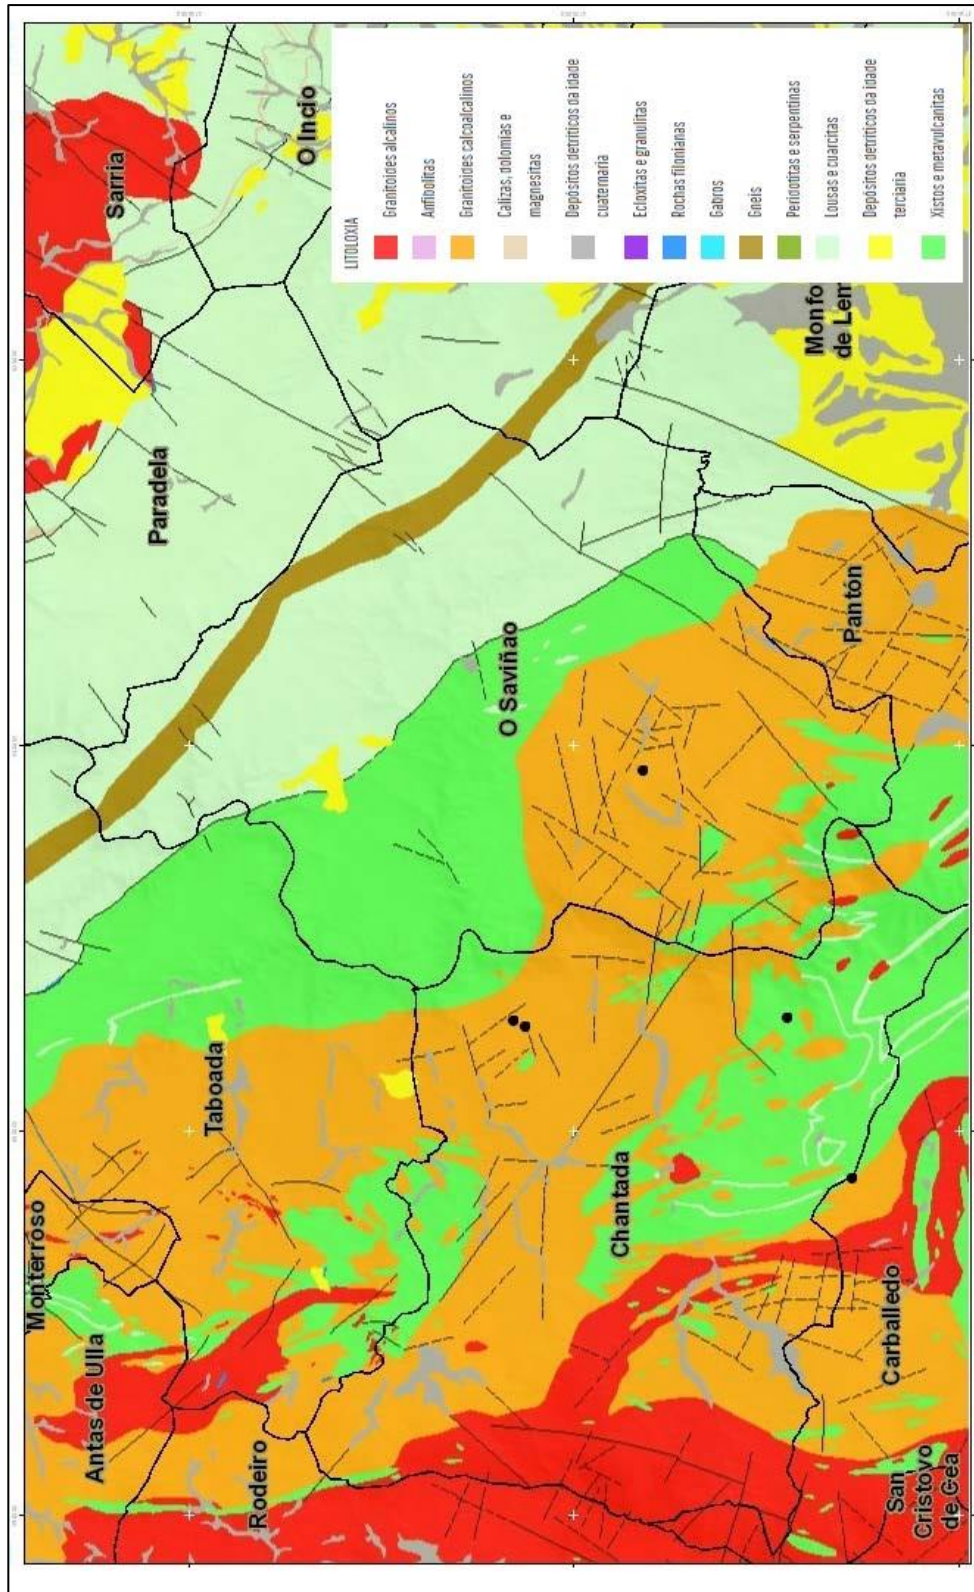 Monterroso
Antas de Ulla
Rodeiro
Taboada
Chantada
Carballedo
San
Cristovo
de Cea
O Saviñao
Pantón
Paradela
Sarria
O Incio
Monfo
de Lem
LITOLOXIA
Granitoides alcalinos
Anfibolitas
Granitoides calcoalcalinos
Calizas, dolomias e
magnesitas
Depósitos detríticos da idade
cuaternaria
Ecloxitas e granulitas
Rochas filonianas
Gabros
Gneis
Peridotitas e serpentinas
Lousas e cuarcitas
Depósitos detríticos da idade
terciaria
Xistos e metavulcanitas